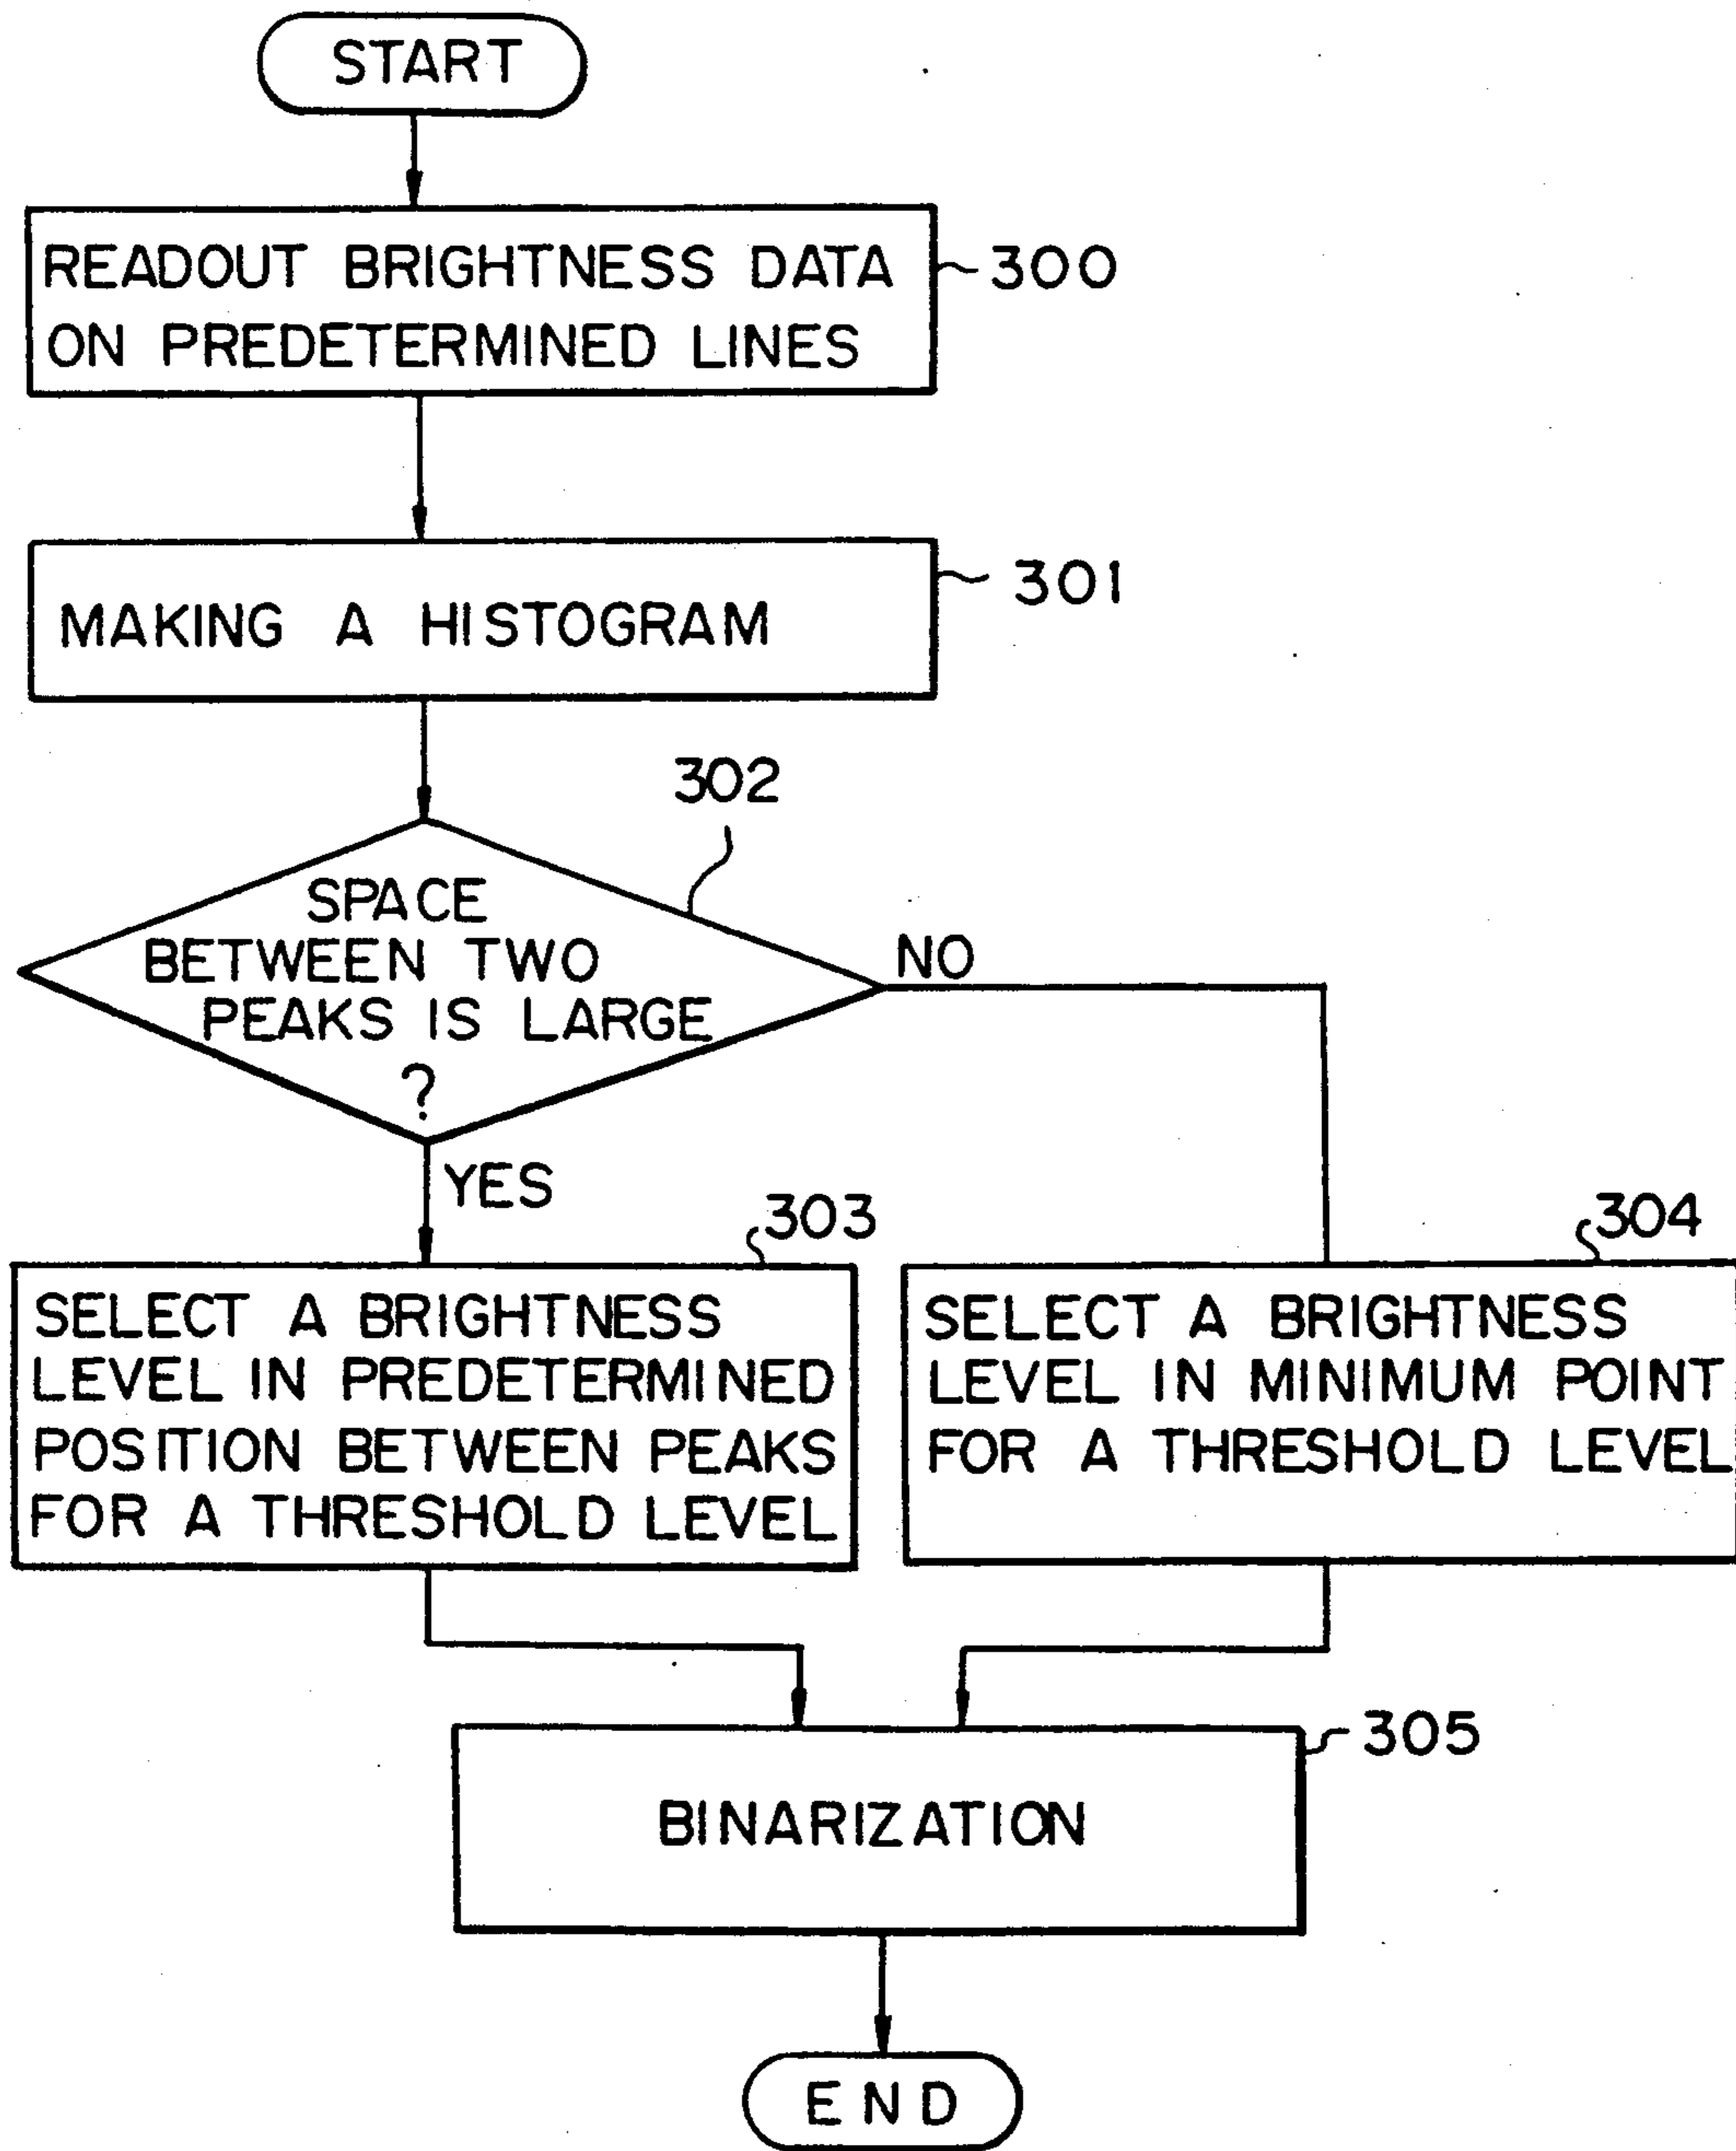 START
READOUT BRIGHTNESS DATA
ON PREDETERMINED LINES
300
MAKING A HISTOGRAM
301
302
SPACE
BETWEEN TWO
PEAKS IS LARGE
?
NO
YES
303
SELECT A BRIGHTNESS
LEVEL IN PREDETERMINED
POSITION BETWEEN PEAKS
FOR A THRESHOLD LEVEL
304
SELECT A BRIGHTNESS
LEVEL IN MINIMUM POINT
FOR A THRESHOLD LEVEL
305
BINARIZATION
END